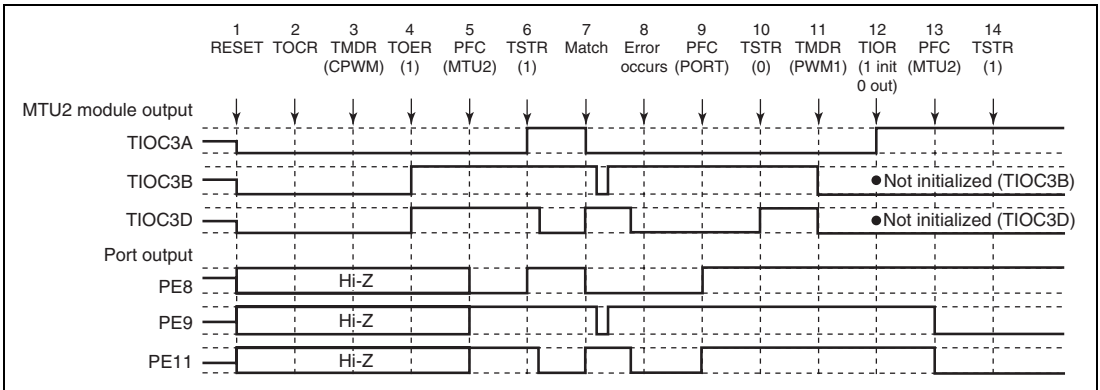 1 2 3 4 5 6 7 8 9 10 11 12 13 14
RESET TOCR TMDR TOER PFC TSTR Match Error PFC TSTR TMDR TIOR PFC TSTR
(CPWM) (1) (MTU2) (1) occurs (PORT) (0) (PWM1) (1 init (MTU2) (1)
0 out)
MTU2 module output
TIOC3A
TIOC3B
●Not initialized (TIOC3B)
TIOC3D
●Not initialized (TIOC3D)
Port output
PE8
Hi-Z
PE9
Hi-Z
PE11
Hi-Z